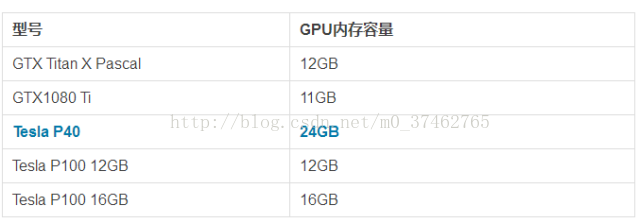 型号 GPU内存容量
GTX Titan X Pascal 12GB
GTX1080 Ti 11GB
http://blog.csdn.net/m0_37462765
Tesla P40 24GB
Tesla P100 12GB 12GB
Tesla P100 16GB 16GB